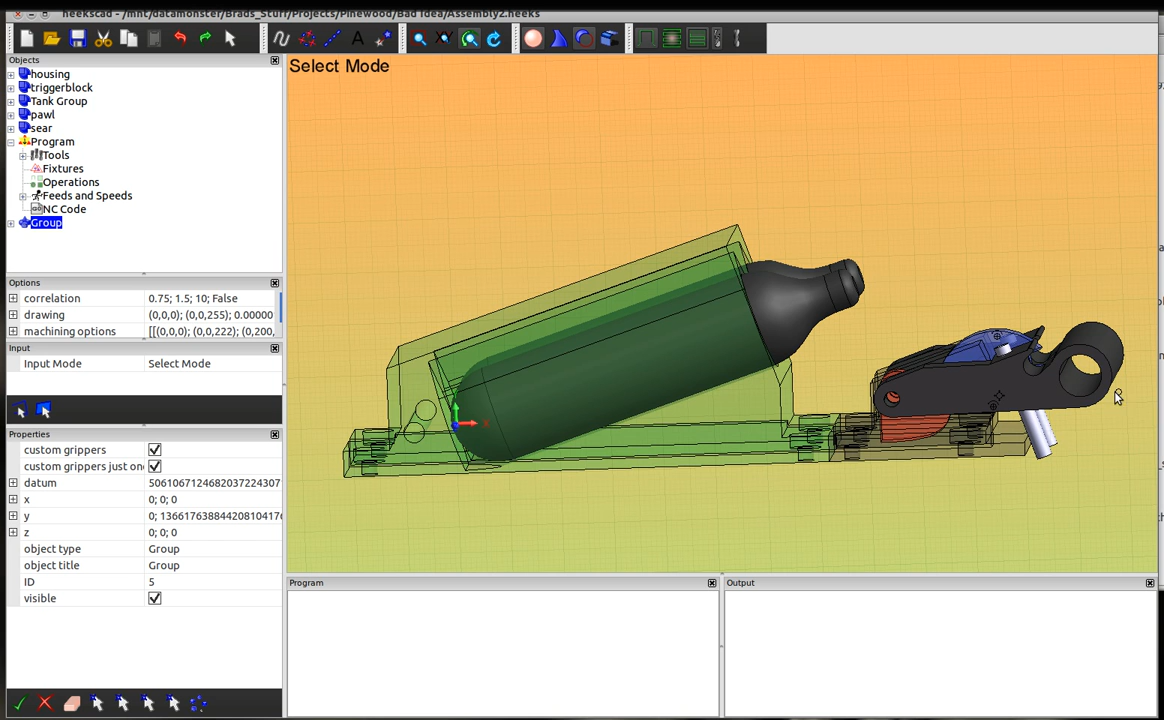 heekscad - /mnt/datamonster/Brads_Stuff/Projects/Pinewood/Bad Idea/Assembly2.heeks
Objects
housing
triggerblock
Tank Group
pawl
sear
Program
Tools
Fixtures
Operations
Feeds and Speeds
NC Code
Group
Options
correlation 0.75; 1.5; 10; False
drawing (0,0,0); (0,0,255); 0.00000
machining options [[(0,0,0); (0,0,222); (0,200,
Input
Input Mode Select Mode
Properties
custom grippers
custom grippers just on
datum 5061067124682037224307
x 0; 0; 0
y 0; 1366176388442081041
z 0; 0; 0
object type Group
object title Group
ID 5
visible
Select Mode
X
Program
Output